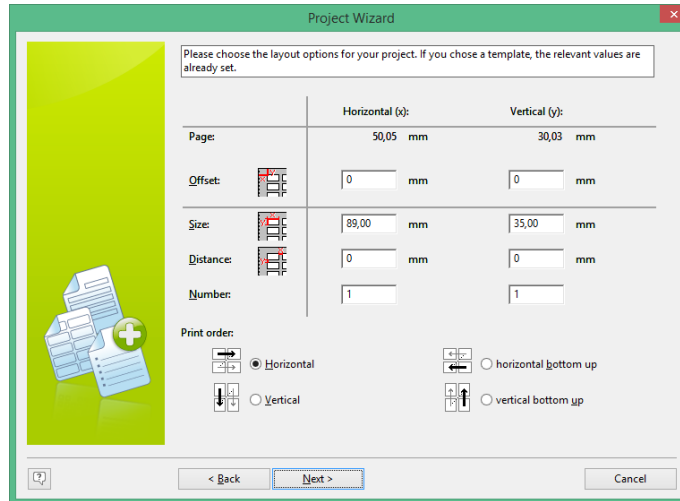 Project Wizard
Please choose the layout options for your project. If you chose a template, the relevant values are
already set.
Horizontal (x): Vertical (y):
Page: 50,05 mm 30,03 mm
Offset: 0 mm 0 mm
Size: 89,00 mm 35,00 mm
Distance: 0 mm 0 mm
Number: 1 1
Print order:
Horizontal horizontal bottom up
Vertical vertical bottom up
< Back Next > Cancel